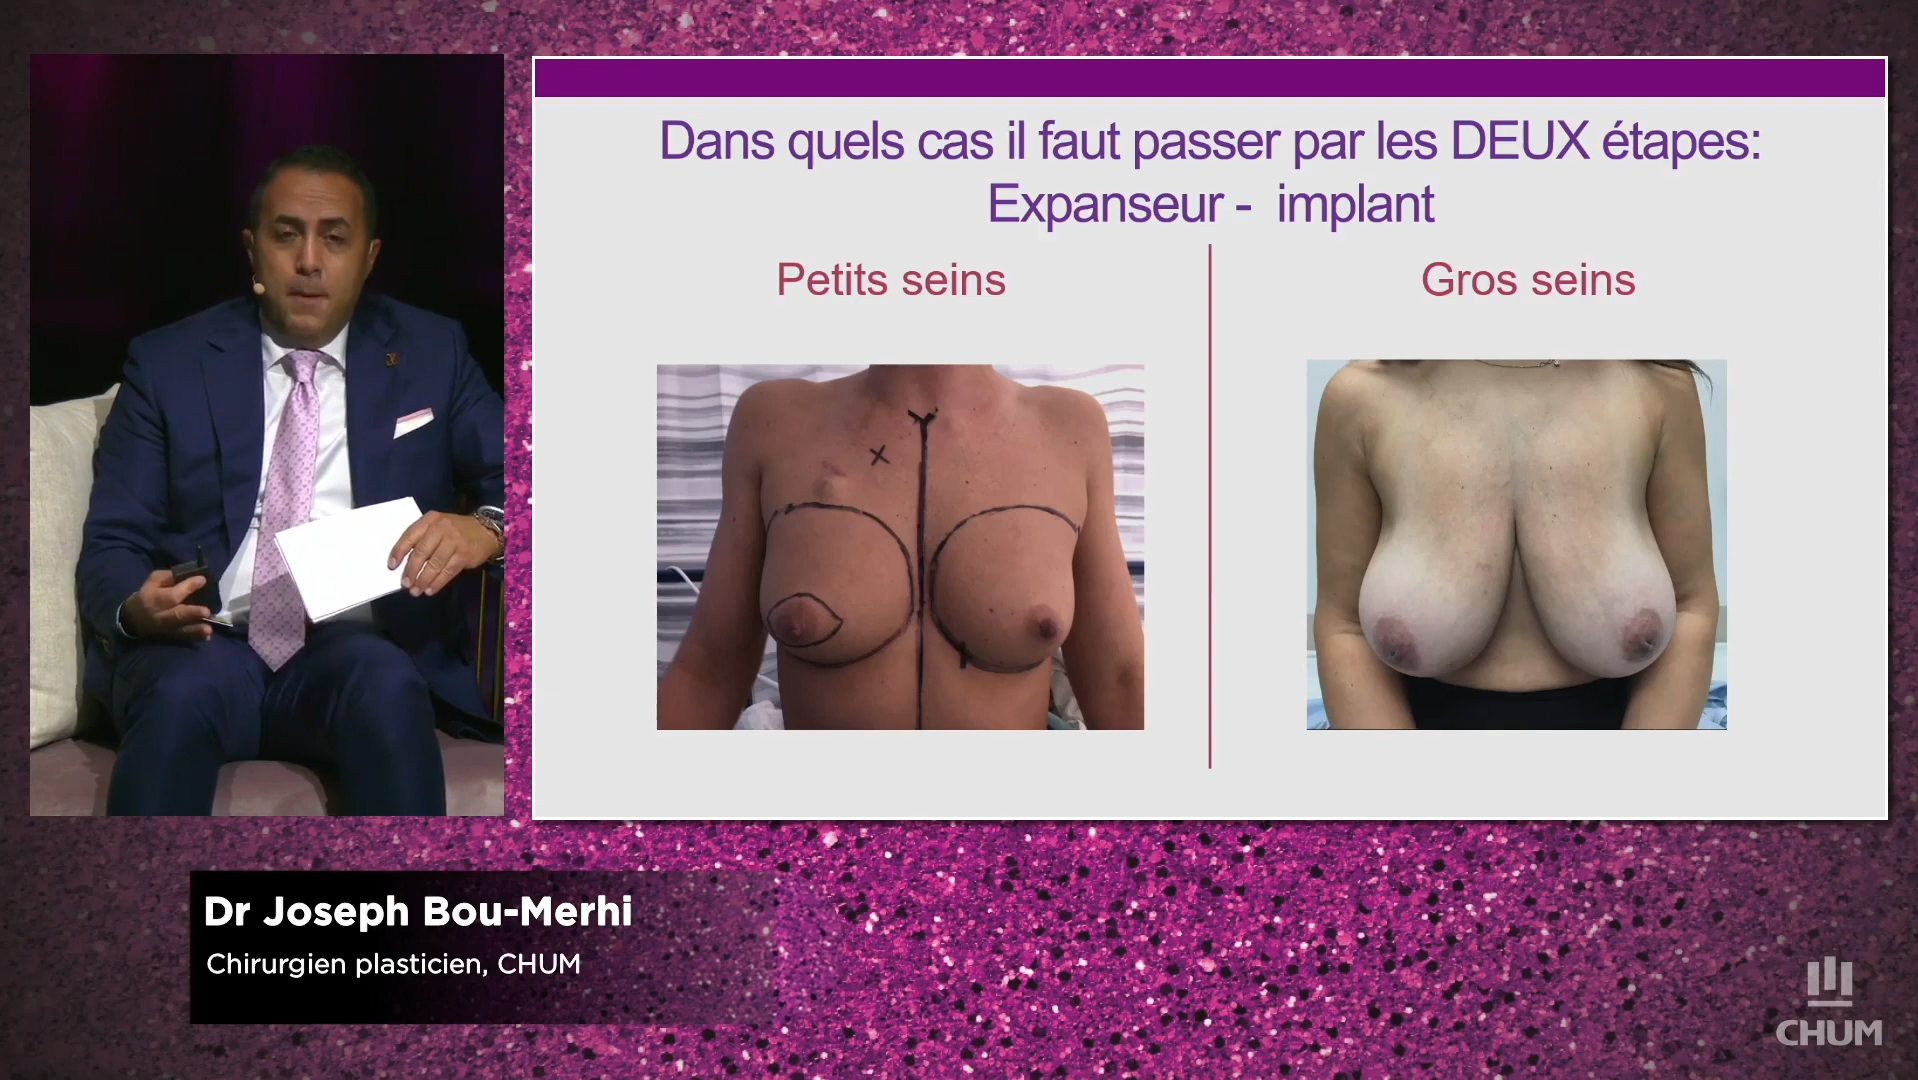 Dans quels cas il faut passer par les DEUX étapes:
Expanseur - implant
Petits seins
Gros seins
Dr Joseph Bou-Merhi
Chirurgien plasticien, CHUM
CHUM